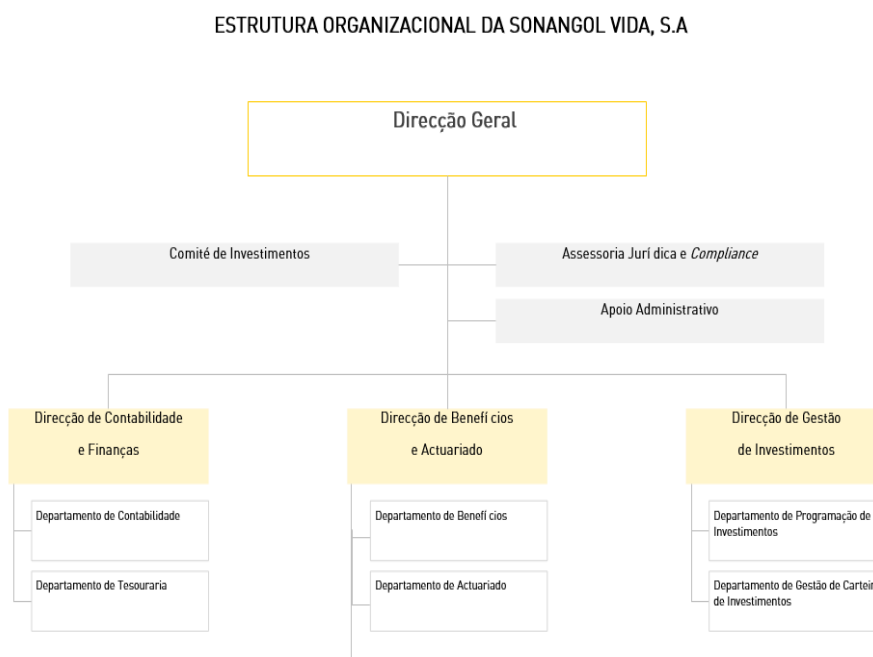 ESTRUTURA ORGANIZACIONAL DA SONANGOL VIDA, S.A
Direcção Geral
Comité de Investimentos
Assessoria Jurí dica e Compliance
Apoio Administrativo
Direcção de Contabilidade
e Finanças
Direcção de Benefí cios
e Actuariado
Direcção de Gestão
de Investimentos
Departamento de Contabilidade
Departamento de Benefí cios
Departamento de Programação de
Investimentos
Departamento de Tesouraria
Departamento de Actuariado
Departamento de Gestão de Carteir
de Investimentos